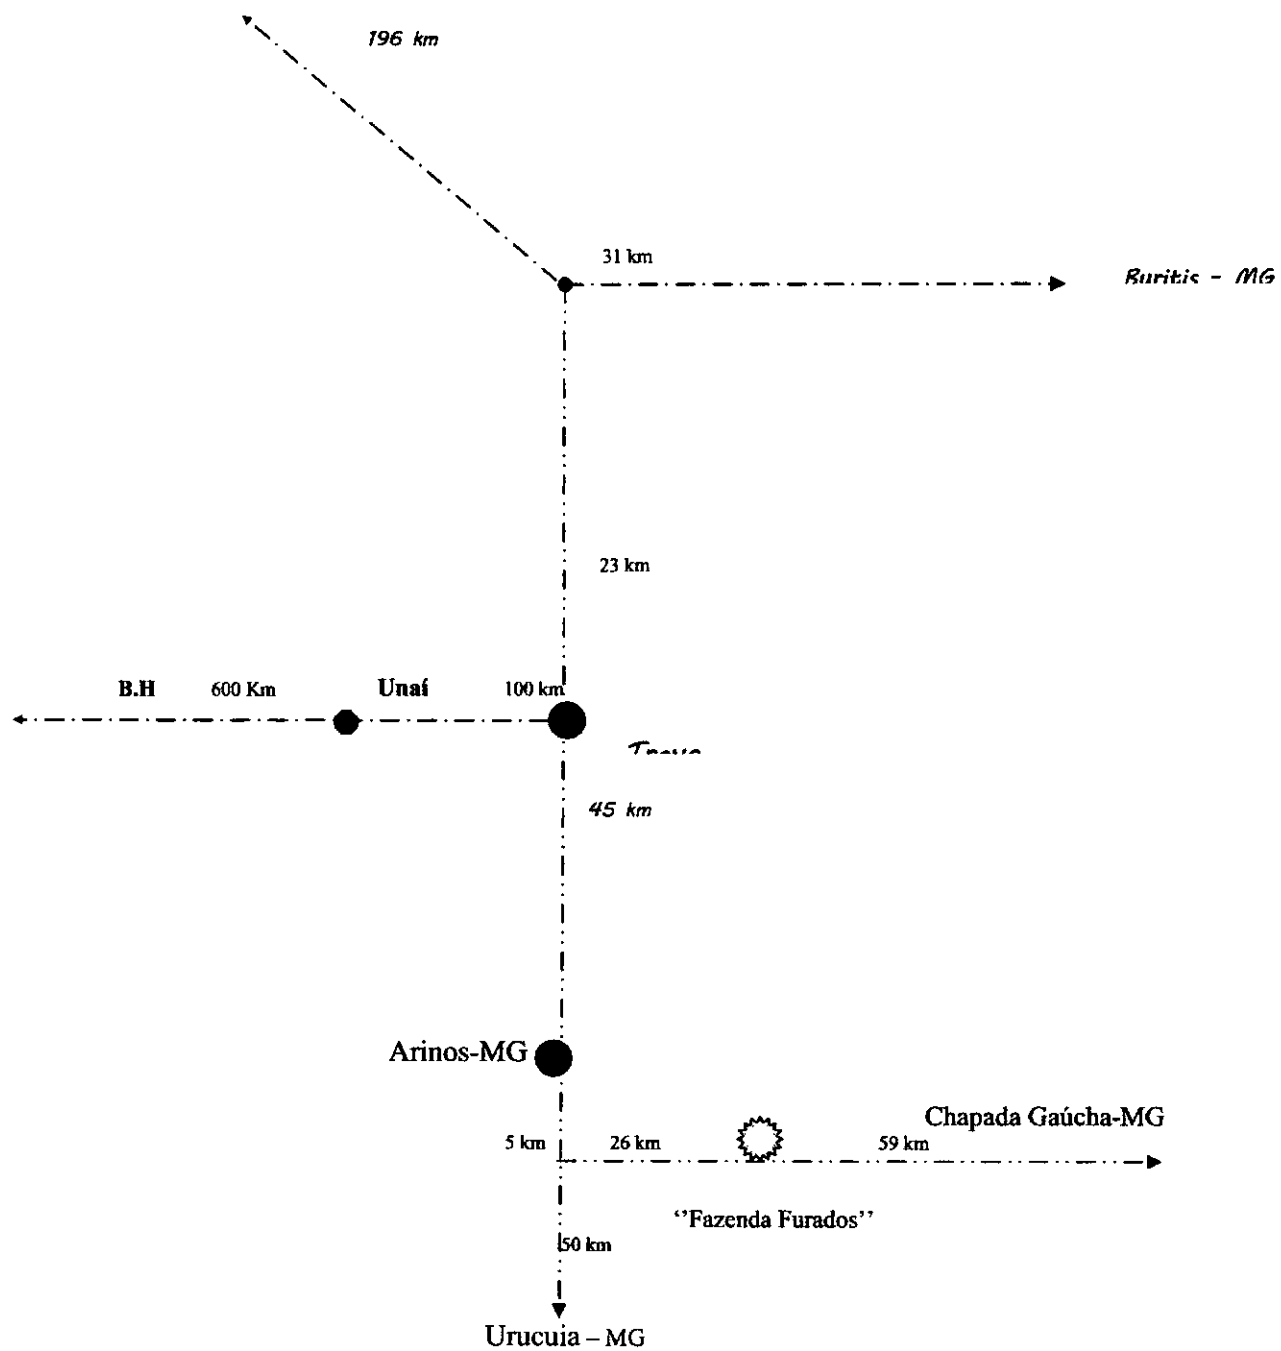 196 km
31 km
Buritis - MG
23 km
B.H 600 Km Unaí 100 km
45 km
Arinos-MG
Chapada Gaúcha-MG
5 km 26 km 59 km
‘’Fazenda Furados’’
50 km
Urucuia – MG